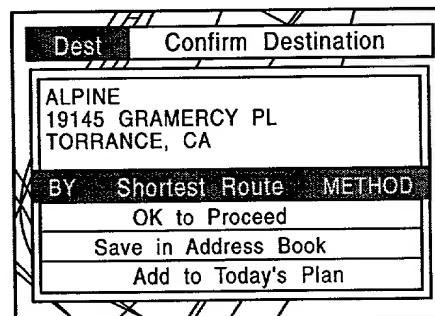 Dest Confirm Destination
ALPINE
19145 GRAMERCY PL
TORRANCE, CA
BY Shortest Route METHOD
OK to Proceed
Save in Address Book
Add to Today's Plan